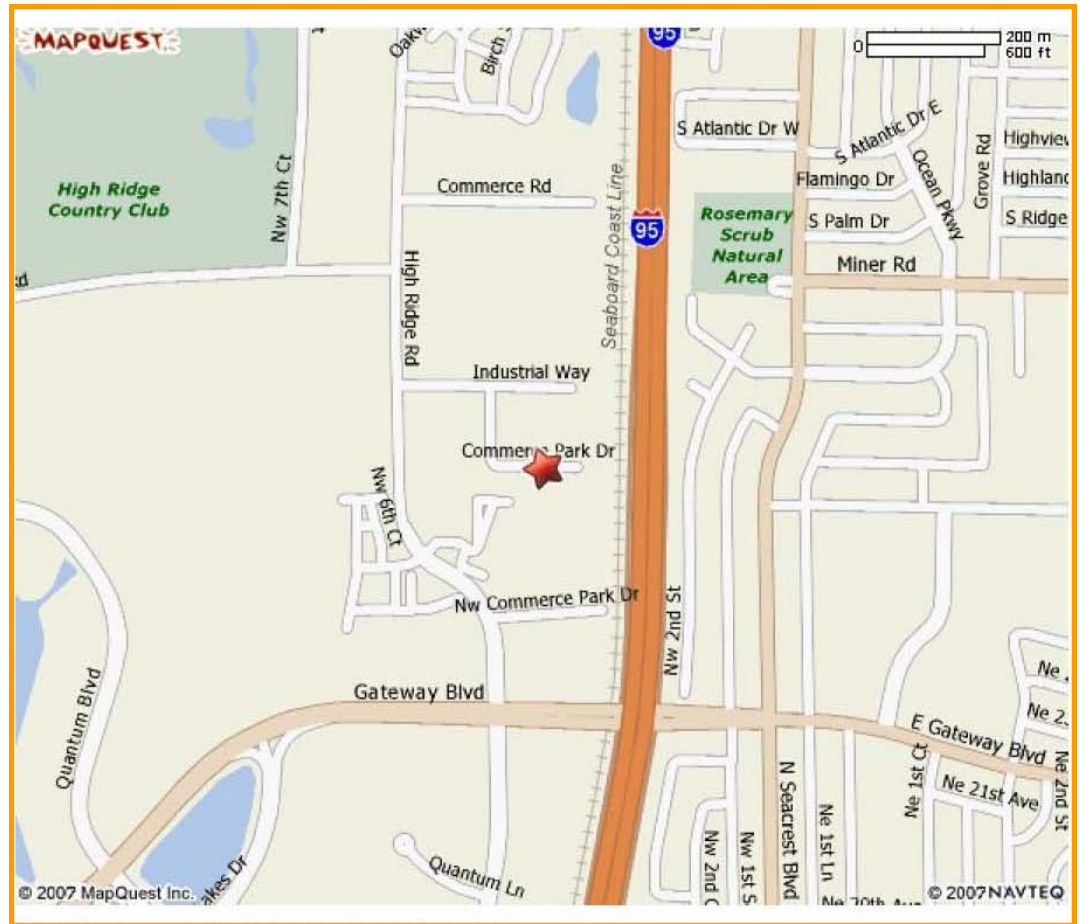 MAPQUEST
95
0
200 m
600 ft
Birch
S Atlantic Dr W
S Atlantic Dr E
Ocean Pkwy
Grove Rd
High Ridge
Country Club
Nw 7th Ct
Commerce Rd
Seaboard Coast Line
95
Rosemary
Scrub
Natural
Area
Flamingo Dr
S Palm Dr
S Ridge
Miner Rd
High Ridge Rd
Industrial Way
Commerce Park Dr
Nw 6th Ct
Nw Commerce Park Dr
Nw 2nd St
Gateway Blvd
Quantum Blvd
E Gateway Blvd
Ne 1st Ct
Ne 21st Ave
Ne 2nd St
N Seacrest Blvd
Ne 1st Ln
Nw 1st S
Nw 2nd
Quantum Ln
© 2007 MapQuest Inc.
© 2007 NAVTEQ